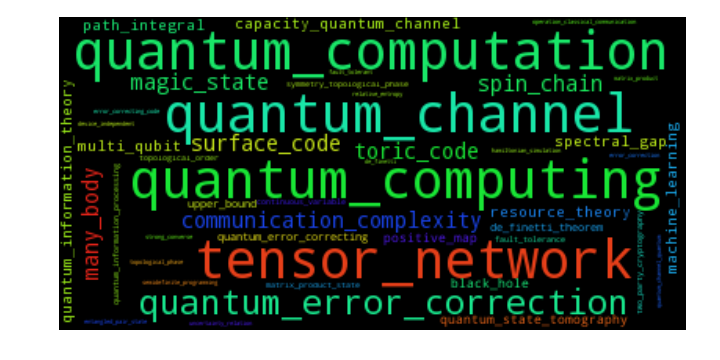 path_integral
capacity_quantum_channel
operation_classical_communication
quantum_computation
fault_tolerant
magic_state
symmetry_topological_phase
spin_chain
matrix_product
relative_entropy
quantum_channel
error_correcting_code
device_independent
multi_qubit
surface_code
toric_code
spectral_gap
hamiltonian_simulation
error_correction
topological_order
de_finetti
quantum_information_theory
many_body
quantum_information_processing
quantum_computing
machine_learning
upper_bound
continuous_variable
communication_complexity
resource_theory
de_finetti_theorem
strong_converse
quantum_error_correcting
positive_map
fault_tolerance
two_party_cryptography
quantum_channel_quantum
topological_phase
tensor_network
semidefinite_programming
matrix_product_state
black_hole
quantum_error_correction
entangled_pair_state
uncertainty_relation
quantum_state_tomography